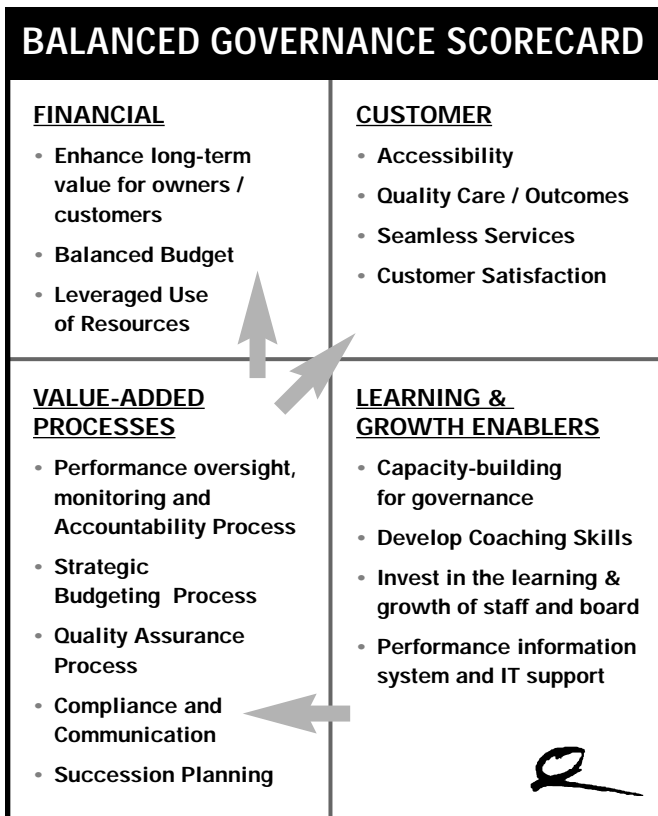 BALANCED GOVERNANCE SCORECARD
FINANCIAL
• Enhance long-term
value for owners /
customers
• Balanced Budget
• Leveraged Use
of Resources
CUSTOMER
• Accessibility
• Quality Care / Outcomes
• Seamless Services
• Customer Satisfaction
VALUE-ADDED
PROCESSES
• Performance oversight,
monitoring and
Accountability Process
• Strategic
Budgeting Process
• Quality Assurance
Process
• Compliance and
Communication
• Succession Planning
LEARNING &
GROWTH ENABLERS
• Capacity-building
for governance
• Develop Coaching Skills
• Invest in the learning &
growth of staff and board
• Performance information
system and IT support